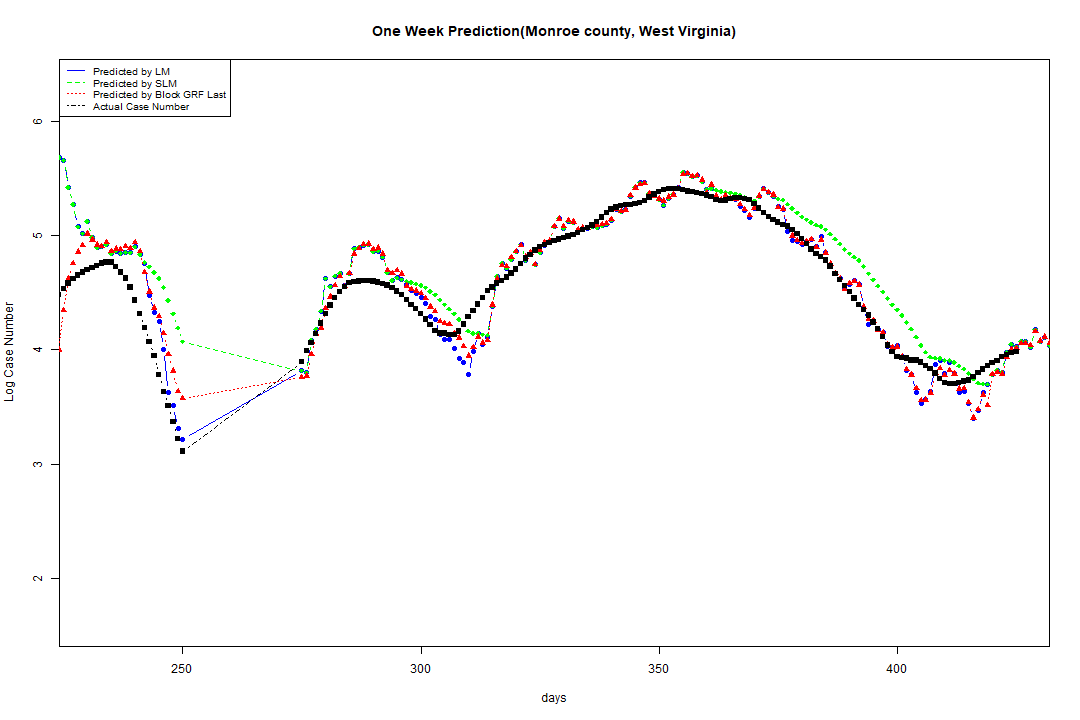 One Week Prediction(Monroe county, West Virginia)
Predicted by LM
Predicted by SLM
Predicted by Block GRF Last
Actual Case Number
Log Case Number
6
5
4
3
2
250
300
350
400
days